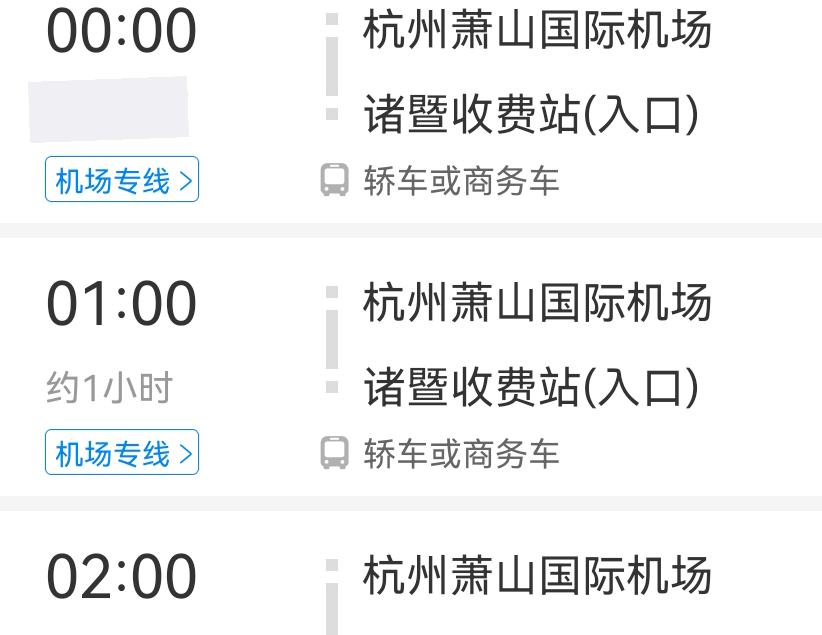 00:00
杭州萧山国际机场
诸暨收费站(入口)
机场专线 >
轿车或商务车
01:00
杭州萧山国际机场
约1小时
诸暨收费站(入口)
机场专线 >
轿车或商务车
02:00
杭州萧山国际机场